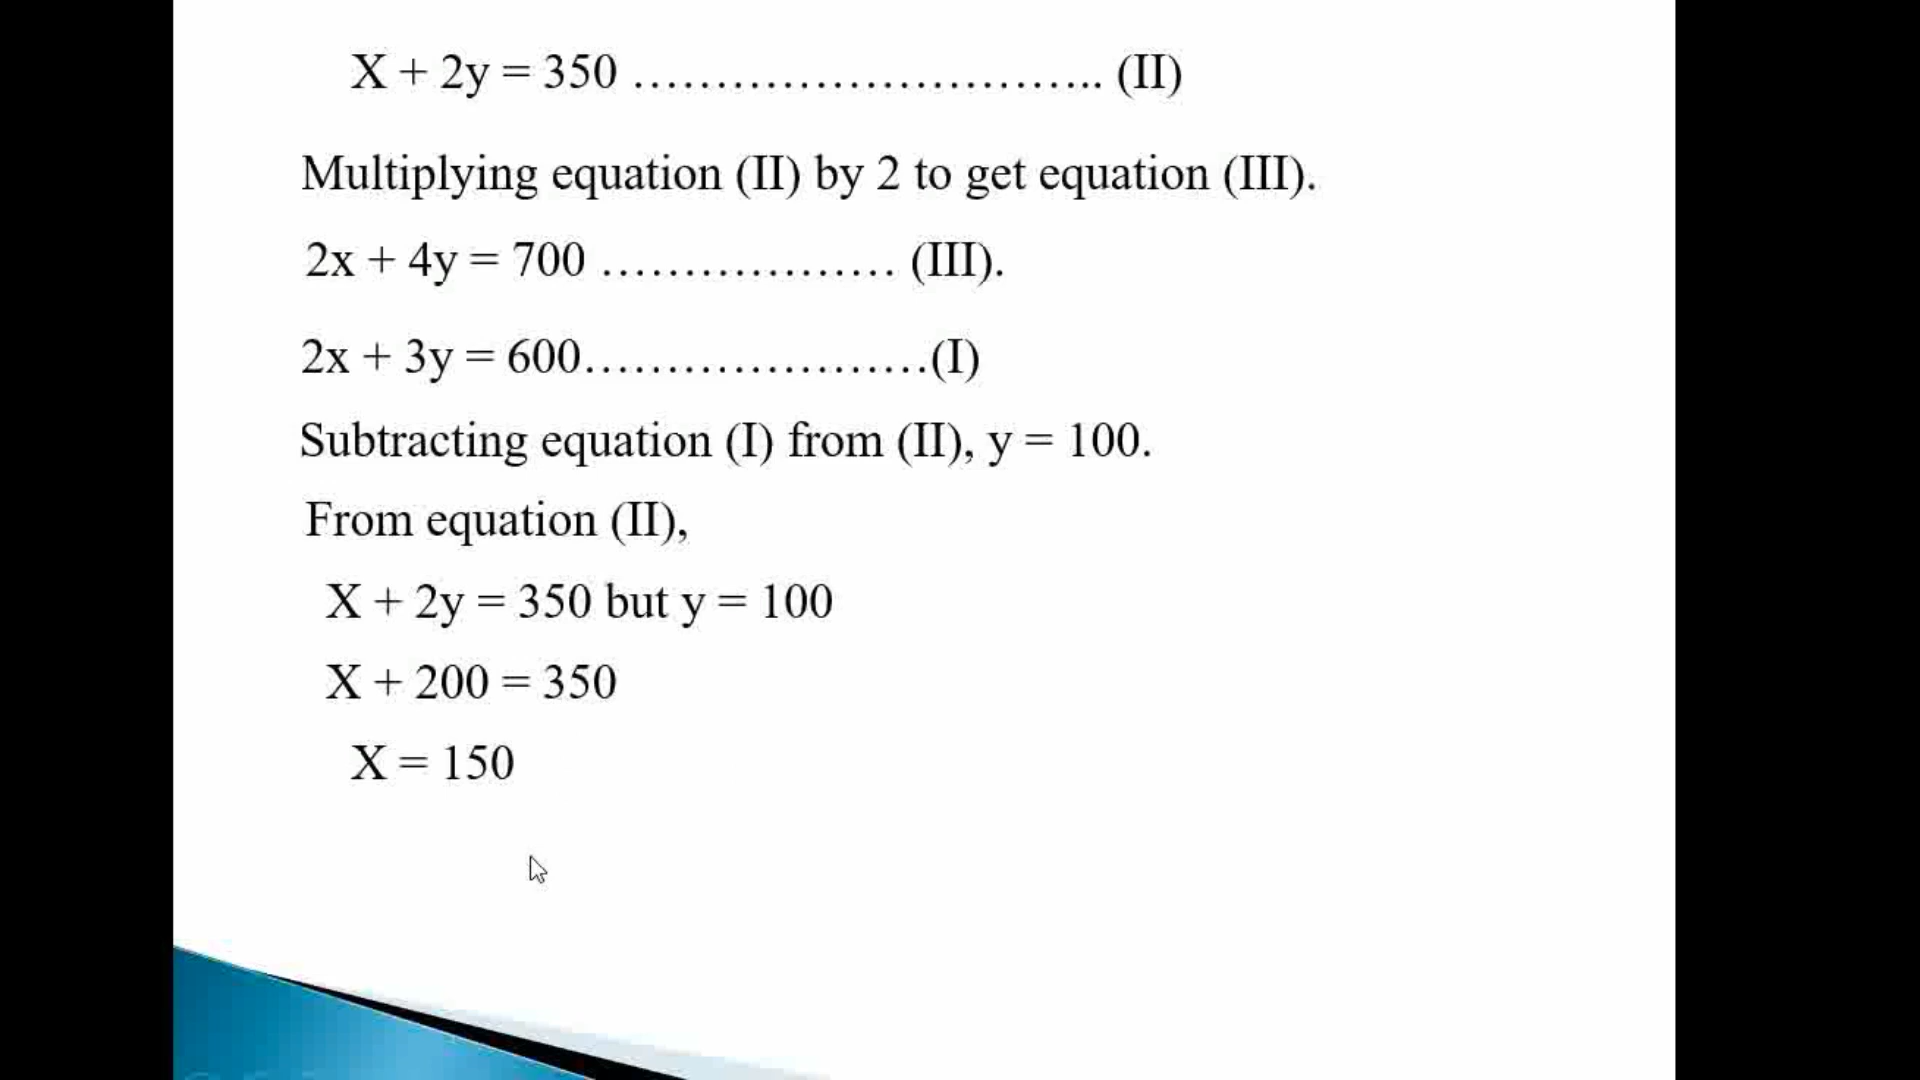 X + 2y = 350 ……………………….. (II)
Multiplying equation (II) by 2 to get equation (III).
2x + 4y = 700 ……………… (III).
2x + 3y = 600…………………(I)
Subtracting equation (I) from (II), y = 100.
From equation (II),
X + 2y = 350 but y = 100
X + 200 = 350
X = 150